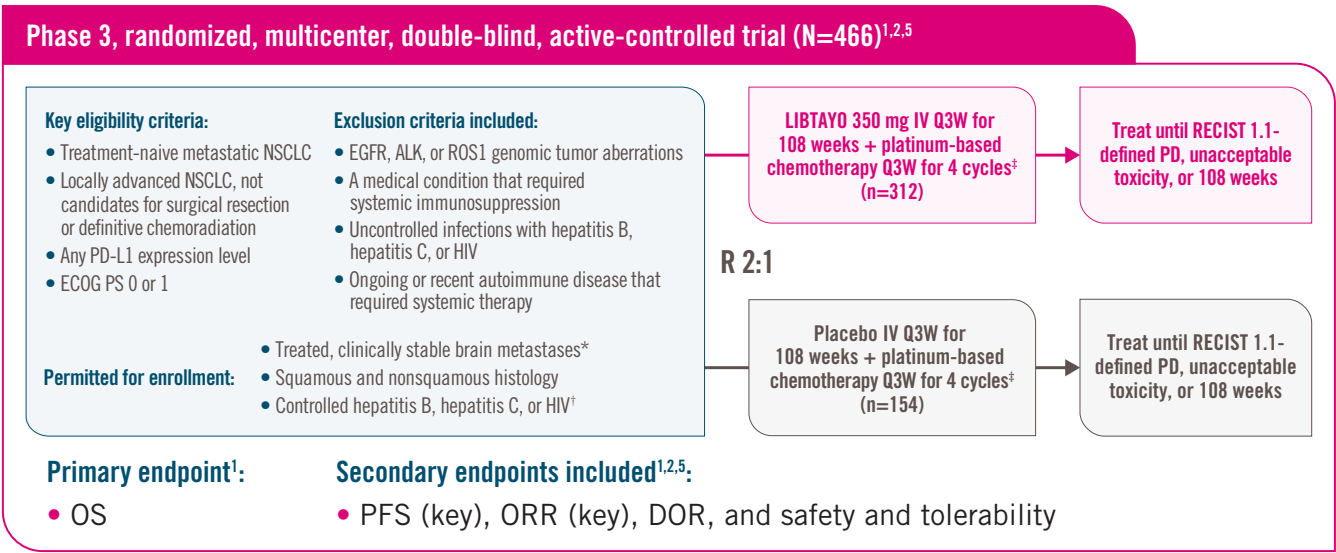 Phase 3, randomized, multicenter, double-blind, active-controlled trial (N=466)1,2,5
Key eligibility criteria:
• Treatment-naive metastatic NSCLC
• Locally advanced NSCLC, not
candidates for surgical resection
or definitive chemoradiation
• Any PD-L1 expression level
• ECOG PS 0 or 1
Exclusion criteria included:
• EGFR, ALK, or ROS1 genomic tumor aberrations
• A medical condition that required
systemic immunosuppression
• Uncontrolled infections with hepatitis B,
hepatitis C, or HIV
• Ongoing or recent autoimmune disease that
required systemic therapy
Permitted for enrollment:
• Treated, clinically stable brain metastases*
• Squamous and nonsquamous histology
• Controlled hepatitis B, hepatitis C, or HIV†
R 2:1
LIBTAYO 350 mg IV Q3W for
108 weeks + platinum-based
chemotherapy Q3W for 4 cycles‡
(n=312)
Treat until RECIST 1.1-
defined PD, unacceptable
toxicity, or 108 weeks
Placebo IV Q3W for
108 weeks + platinum-based
chemotherapy Q3W for 4 cycles‡
(n=154)
Treat until RECIST 1.1-
defined PD, unacceptable
toxicity, or 108 weeks
Primary endpoint1:
• OS
Secondary endpoints included1,2,5:
• PFS (key), ORR (key), DOR, and safety and tolerability